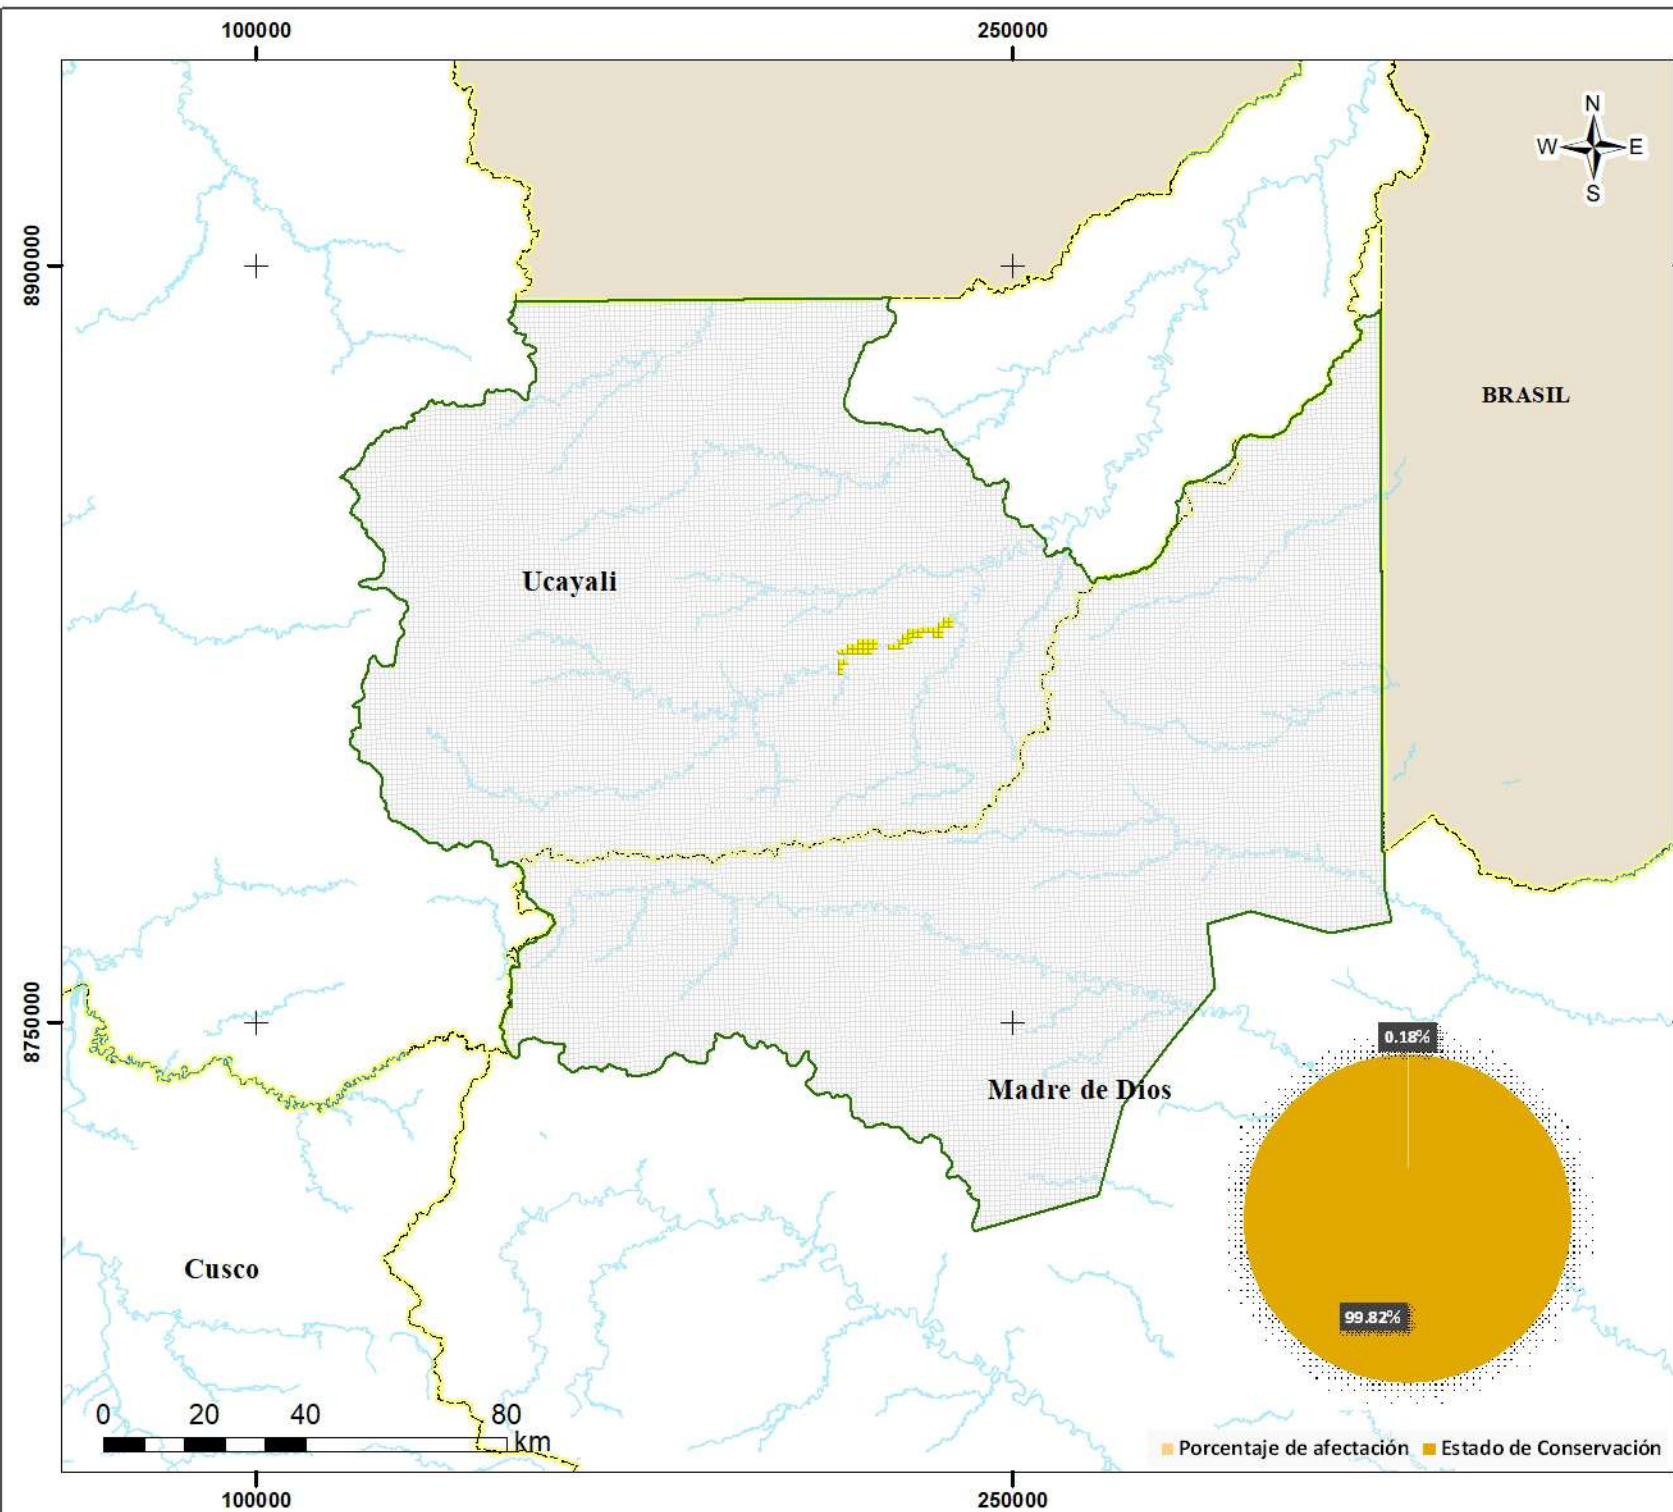 100000 250000
N
W E
S
8900000
BRASIL
Ucayali
8750000
0.18%
Madre de Dios
Cusco
99.82%
0 20 40 80
km
Porcentaje de afectación Estado de Conservación
100000 250000